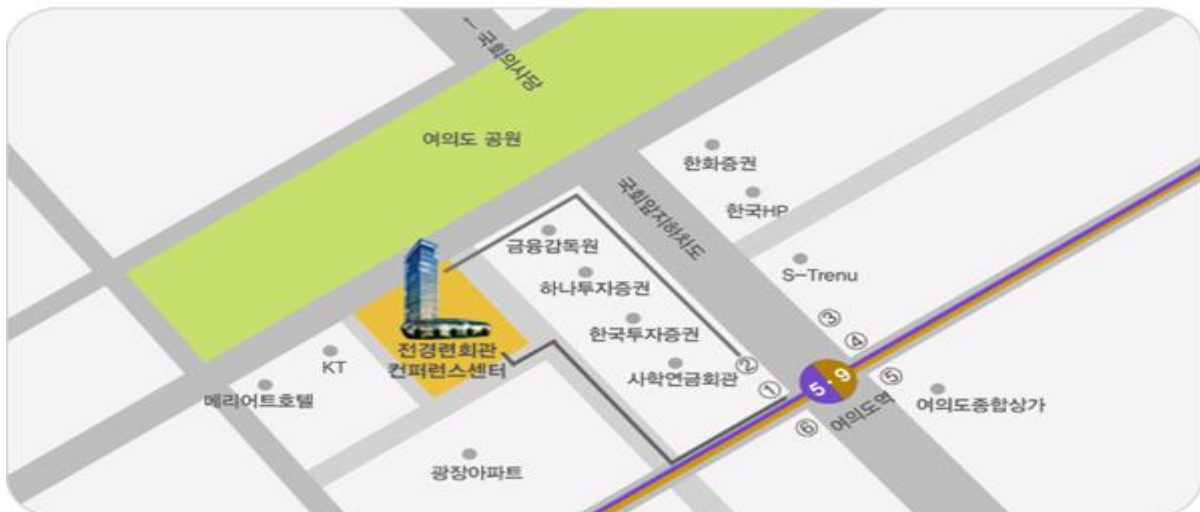 ← 국회의사당
여의도 공원
한화증권
국회앞지하차도
한국HP
금융감독원
S-Trenu
하나투자증권
한국투자증권
③
④
전경련회관
컨퍼런스센터
KT
사학연금회관
②
①
5·9
⑤
메리어트호텔
여의도종합상가
여의도역
⑥
광장아파트